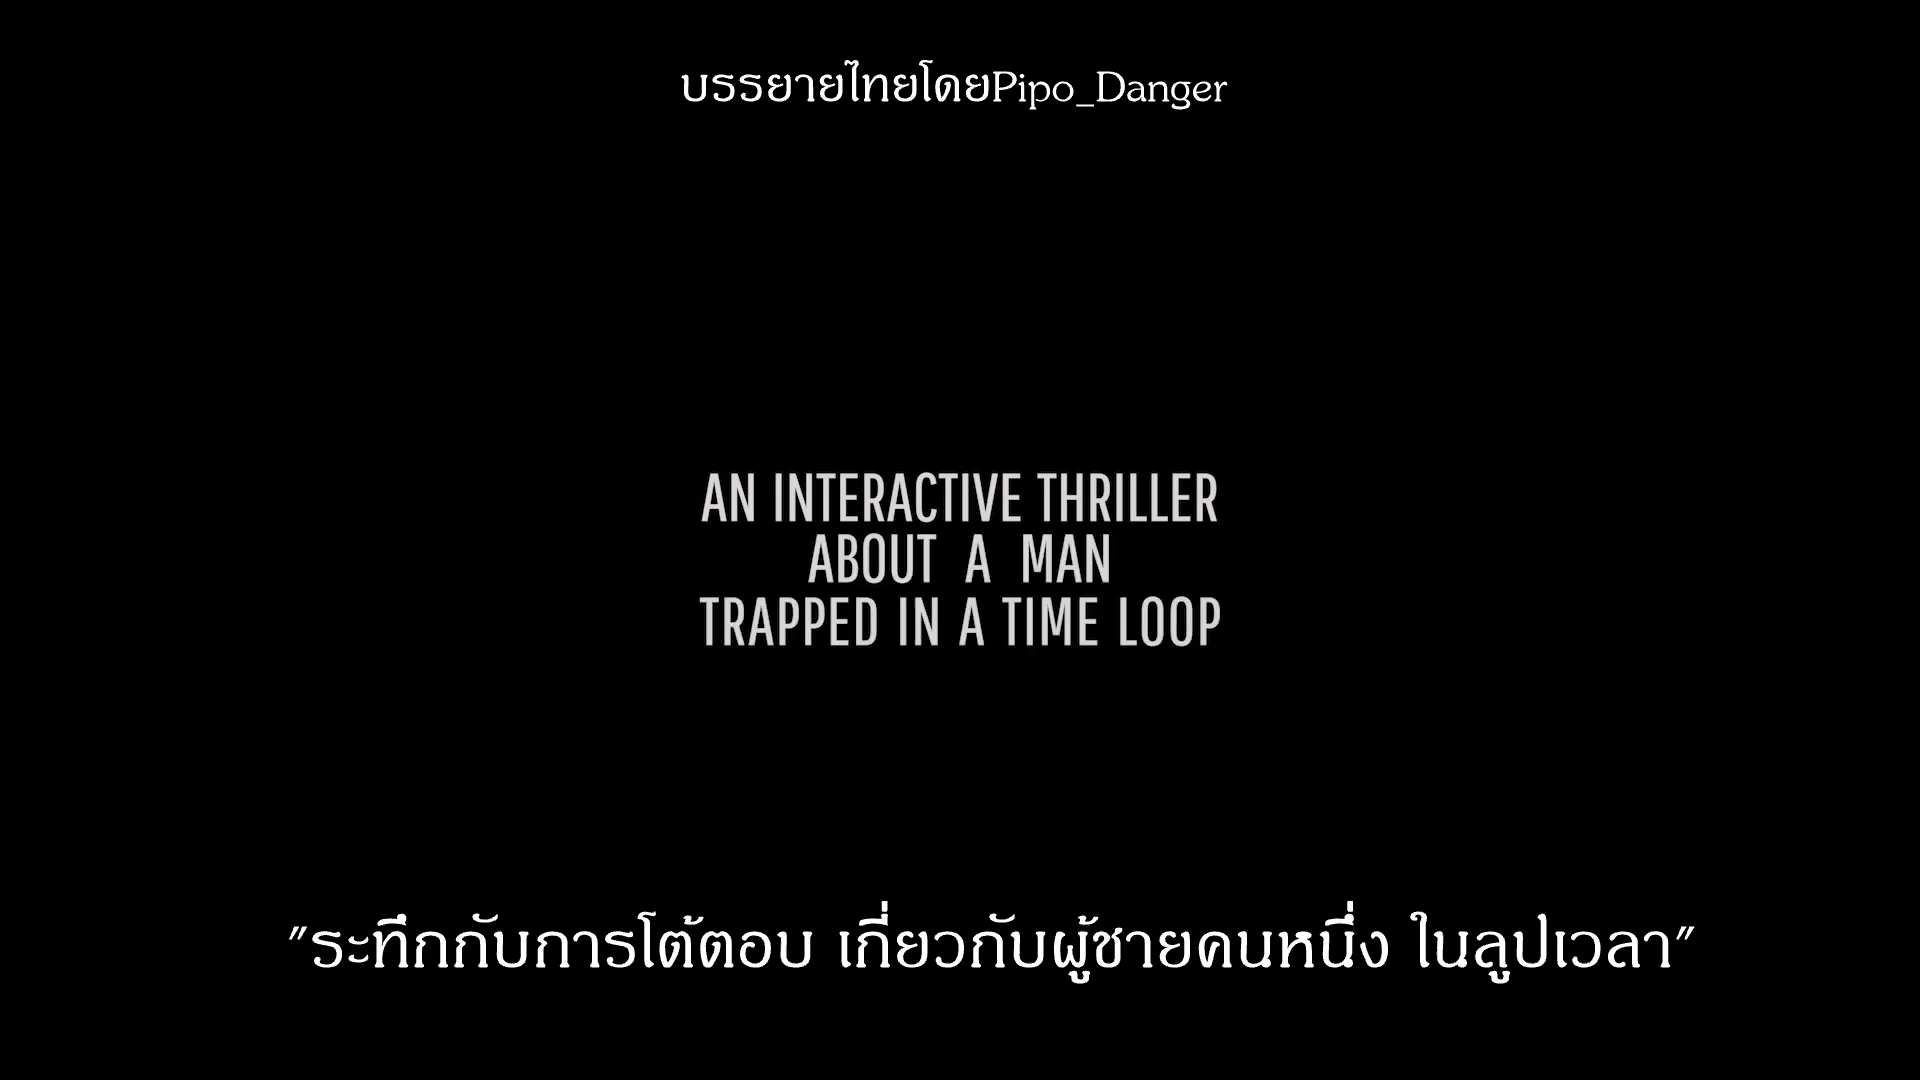 บรรยายไทยโดยPipo_Danger
AN INTERACTIVE THRILLER
ABOUT A MAN
TRAPPED IN A TIME LOOP
"ระทึกกับการโต้ตอบ เกี่ยวกับผู้ชายคนหนึ่ง ในลูปเวลา"